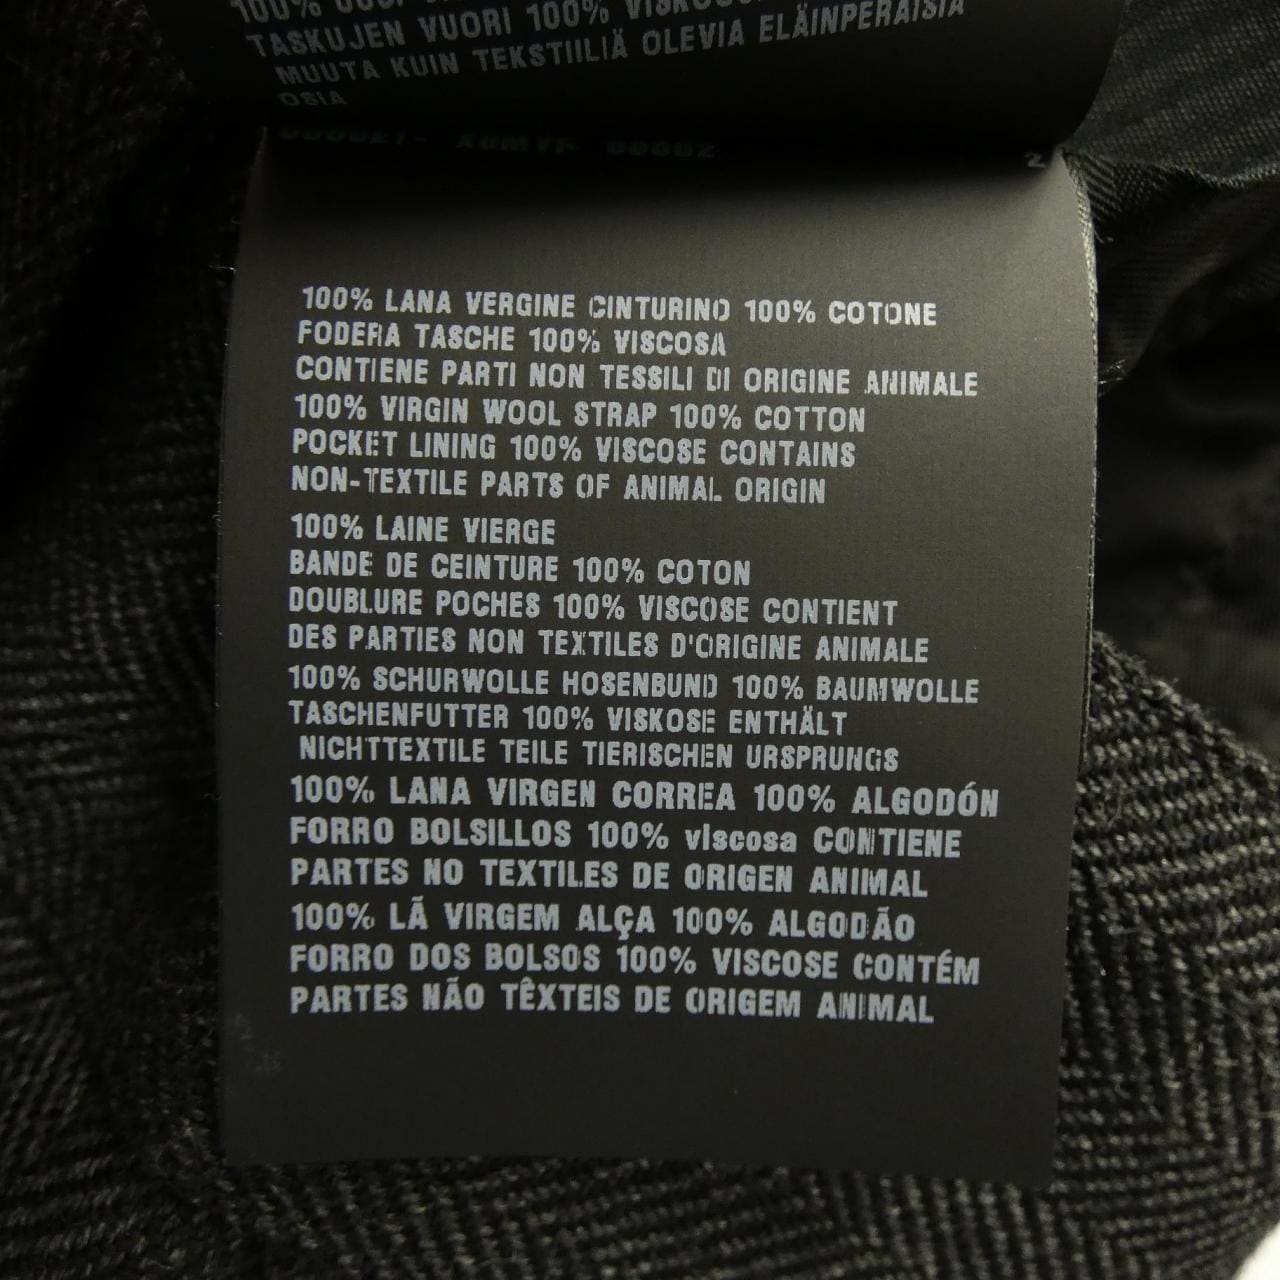 100%
TASKUJEN VUORI 100%
MUUTA KUIN TEKSTIILIÄ OLEVIA ELÄINPERÄISIÄ
OSIA
2
100% LANA VERGINE CINTURINO 100% COTONE
FODERA TASCHE 100% VISCOSA
CONTIENE PARTI NON TESSILI DI ORIGINE ANIMALE
100% VIRGIN WOOL STRAP 100% COTTON
POCKET LINING 100% VISCOSE CONTAINS
NON-TEXTILE PARTS OF ANIMAL ORIGIN
100% LAINE VIERGE
BANDE DE CEINTURE 100% COTON
DOUBLURE POCHES 100% VISCOSE CONTIENT
DES PARTIES NON TEXTILES D'ORIGINE ANIMALE
100% SCHURWOLLE HOSENBUND 100% BAUMWOLLE
TASCHENFUTTER 100% VISKOSE ENTHÄLT
NICHTTEXTILE TEILE TIERISCHEN URSPRUNGS
100% LANA VIRGEN CORREA 100% ALGODÓN
FORRO BOLSILLOS 100% viscosa CONTIENE
PARTES NO TEXTILES DE ORIGEN ANIMAL
100% LÃ VIRGEM ALÇA 100% ALGODÃO
FORRO DOS BOLSOS 100% VISCOSE CONTÉM
PARTES NÃO TÊXTEIS DE ORIGEM ANIMAL